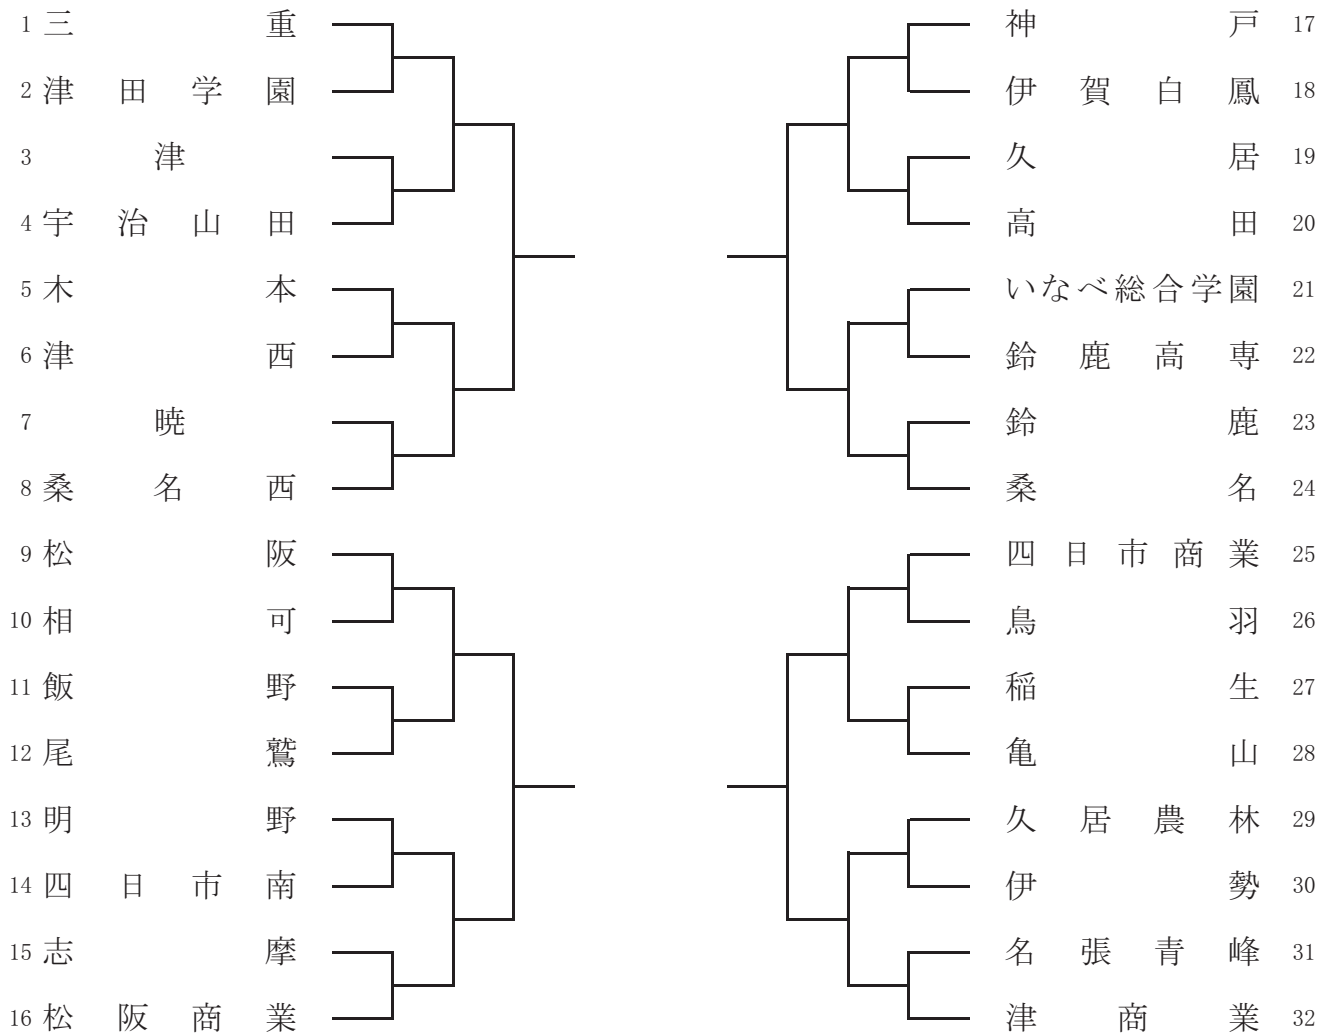 1 三重
2 津田学園
3 津
4 宇治山田
5 木本
6 津西
7 暁
8 桑名西
9 松阪
10 相可
11 飯野
12 尾鷲
13 明野
14 四日市南
15 志摩
16 松阪商業
神戸 17
伊賀白鳳 18
久居 19
高田 20
いなべ総合学園 21
鈴鹿高専 22
鈴鹿 23
桑名 24
四日市商業 25
鳥羽 26
稲生 27
亀山 28
久居農林 29
伊勢 30
名張青峰 31
津商業 32